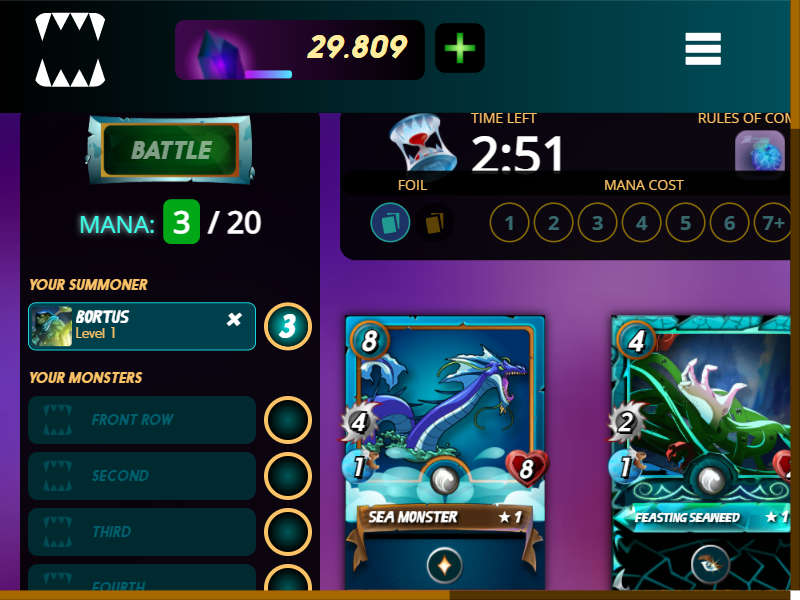 29.809
BATTLE
MANA: 3 / 20
YOUR SUMMONER
BORTUS
Level 1
3
YOUR MONSTERS
FRONT ROW
SECOND
THIRD
FOURTH
TIME LEFT
2:51
RULES OF COM
FOIL
MANA COST
1 2 3 4 5 6 7+
8
4
1
8
SEA MONSTER
★ 1
4
2
1
FEASTING SEAWEED
★ 1